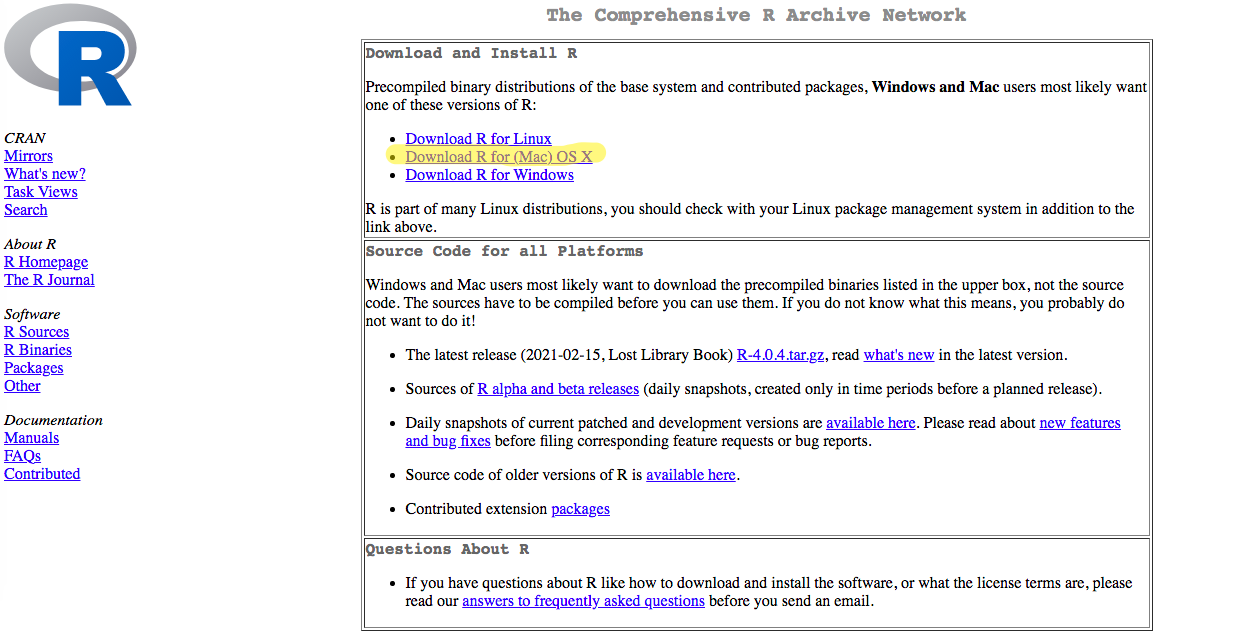 The Comprehensive R Archive Network
R
CRAN
Mirrors
What's new?
Task Views
Search
About R
R Homepage
The R Journal
Software
R Sources
R Binaries
Packages
Other
Documentation
Manuals
FAQs
Contributed
Download and Install R
Precompiled binary distributions of the base system and contributed packages, Windows and Mac users most likely want
one of these versions of R:
• Download R for Linux
• Download R for (Mac) OS X
• Download R for Windows
R is part of many Linux distributions, you should check with your Linux package management system in addition to the
link above.
Source Code for all Platforms
Windows and Mac users most likely want to download the precompiled binaries listed in the upper box, not the source
code. The sources have to be compiled before you can use them. If you do not know what this means, you probably do
not want to do it!
• The latest release (2021-02-15, Lost Library Book) R-4.0.4.tar.gz, read what's new in the latest version.
• Sources of R alpha and beta releases (daily snapshots, created only in time periods before a planned release).
• Daily snapshots of current patched and development versions are available here. Please read about new features
and bug fixes before filing corresponding feature requests or bug reports.
• Source code of older versions of R is available here.
• Contributed extension packages
Questions About R
• If you have questions about R like how to download and install the software, or what the license terms are, please
read our answers to frequently asked questions before you send an email.